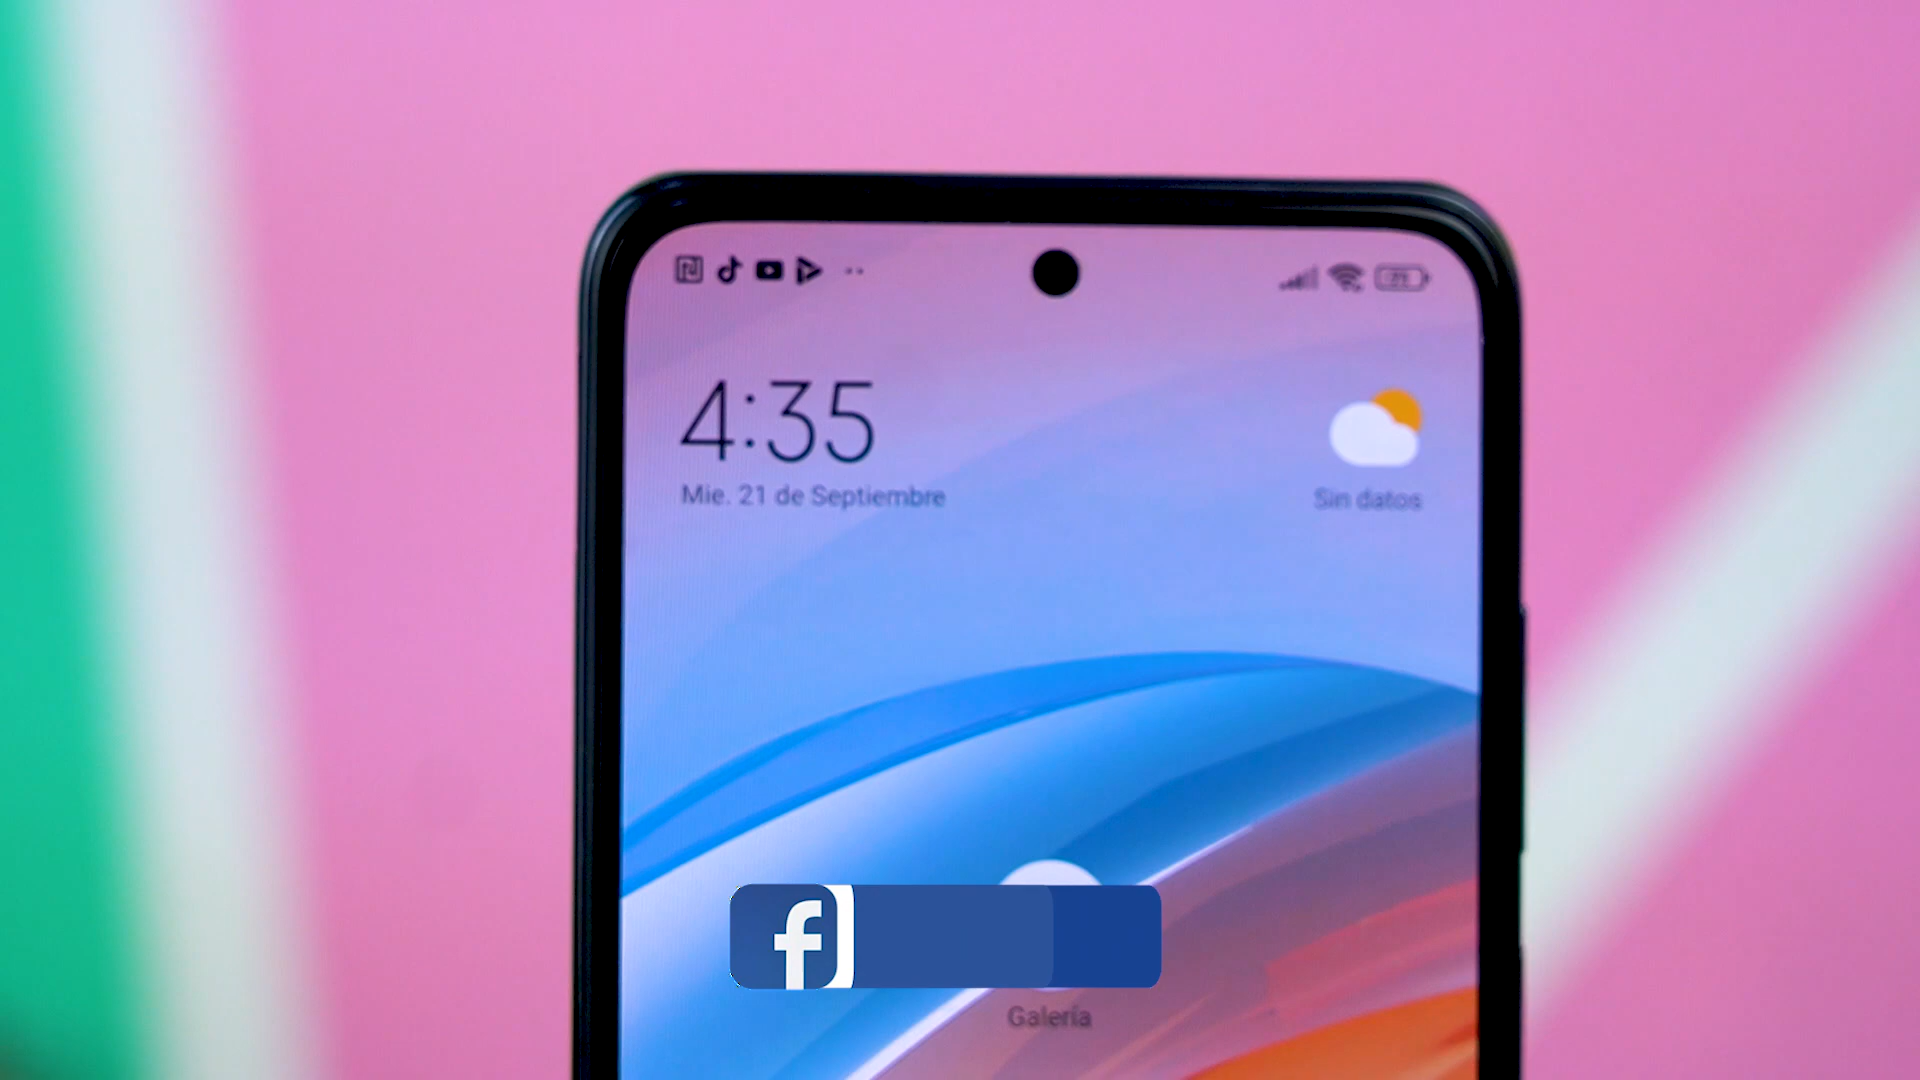 4:35
Mie. 21 de Septiembre
Sin datos
f
Galería